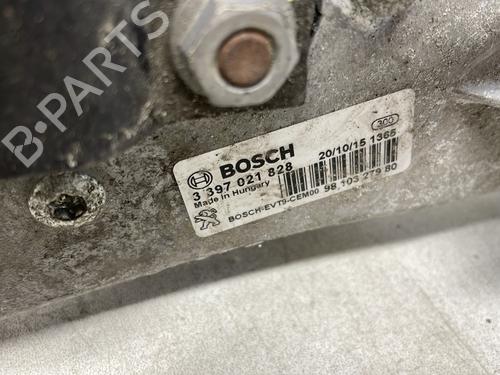 B-PARTS
BOSCH
20/10/15 1365
300
3 397 021 828
Made in Hungary
BOSCH-EVT9-CEM00
98 103 279 80